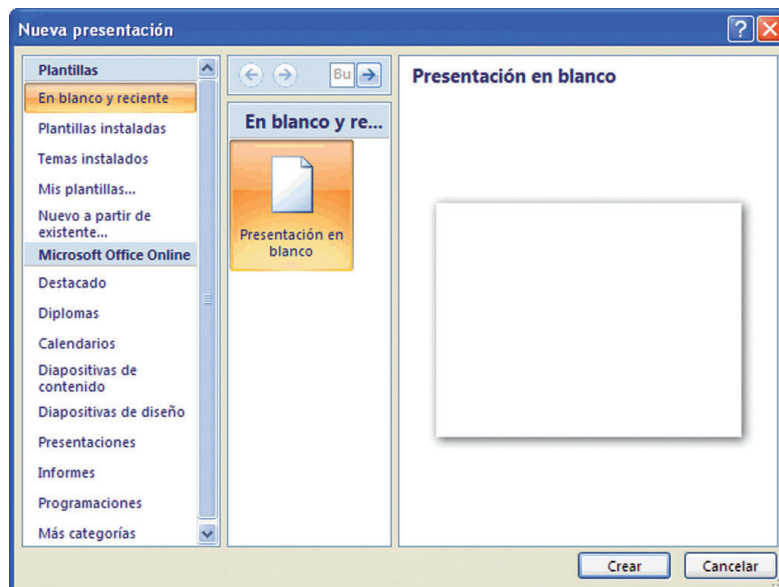 Nueva presentación
Plantillas
En blanco y reciente
Plantillas instaladas
Temas instalados
Mis plantillas...
Nuevo a partir de
existente...
Microsoft Office Online
Destacado
Diplomas
Calendarios
Diapositivas de
contenido
Diapositivas de diseño
Presentaciones
Informes
Programaciones
Más categorías
Bu
En blanco y re...
Presentación en
blanco
Presentación en blanco
Crear
Cancelar